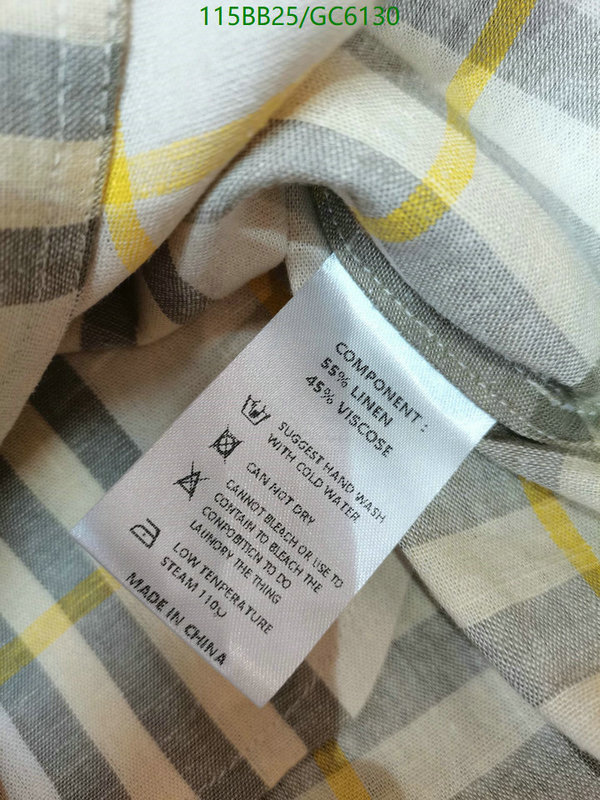 115BB25/GC6130
COMPONENT :
55% LINEN
45% VISCOSE
SUGGEST HAND WASH
WITH COLD WATER
CAN HOT DRY
CANNOT BLEACH OR USE TO
CONTAIN TO BLEACH THE
CONPOBITION TO DO
LAUNDRY THE THING
LOW TENPERATURE
STEAM 110
MADE IN CHINA